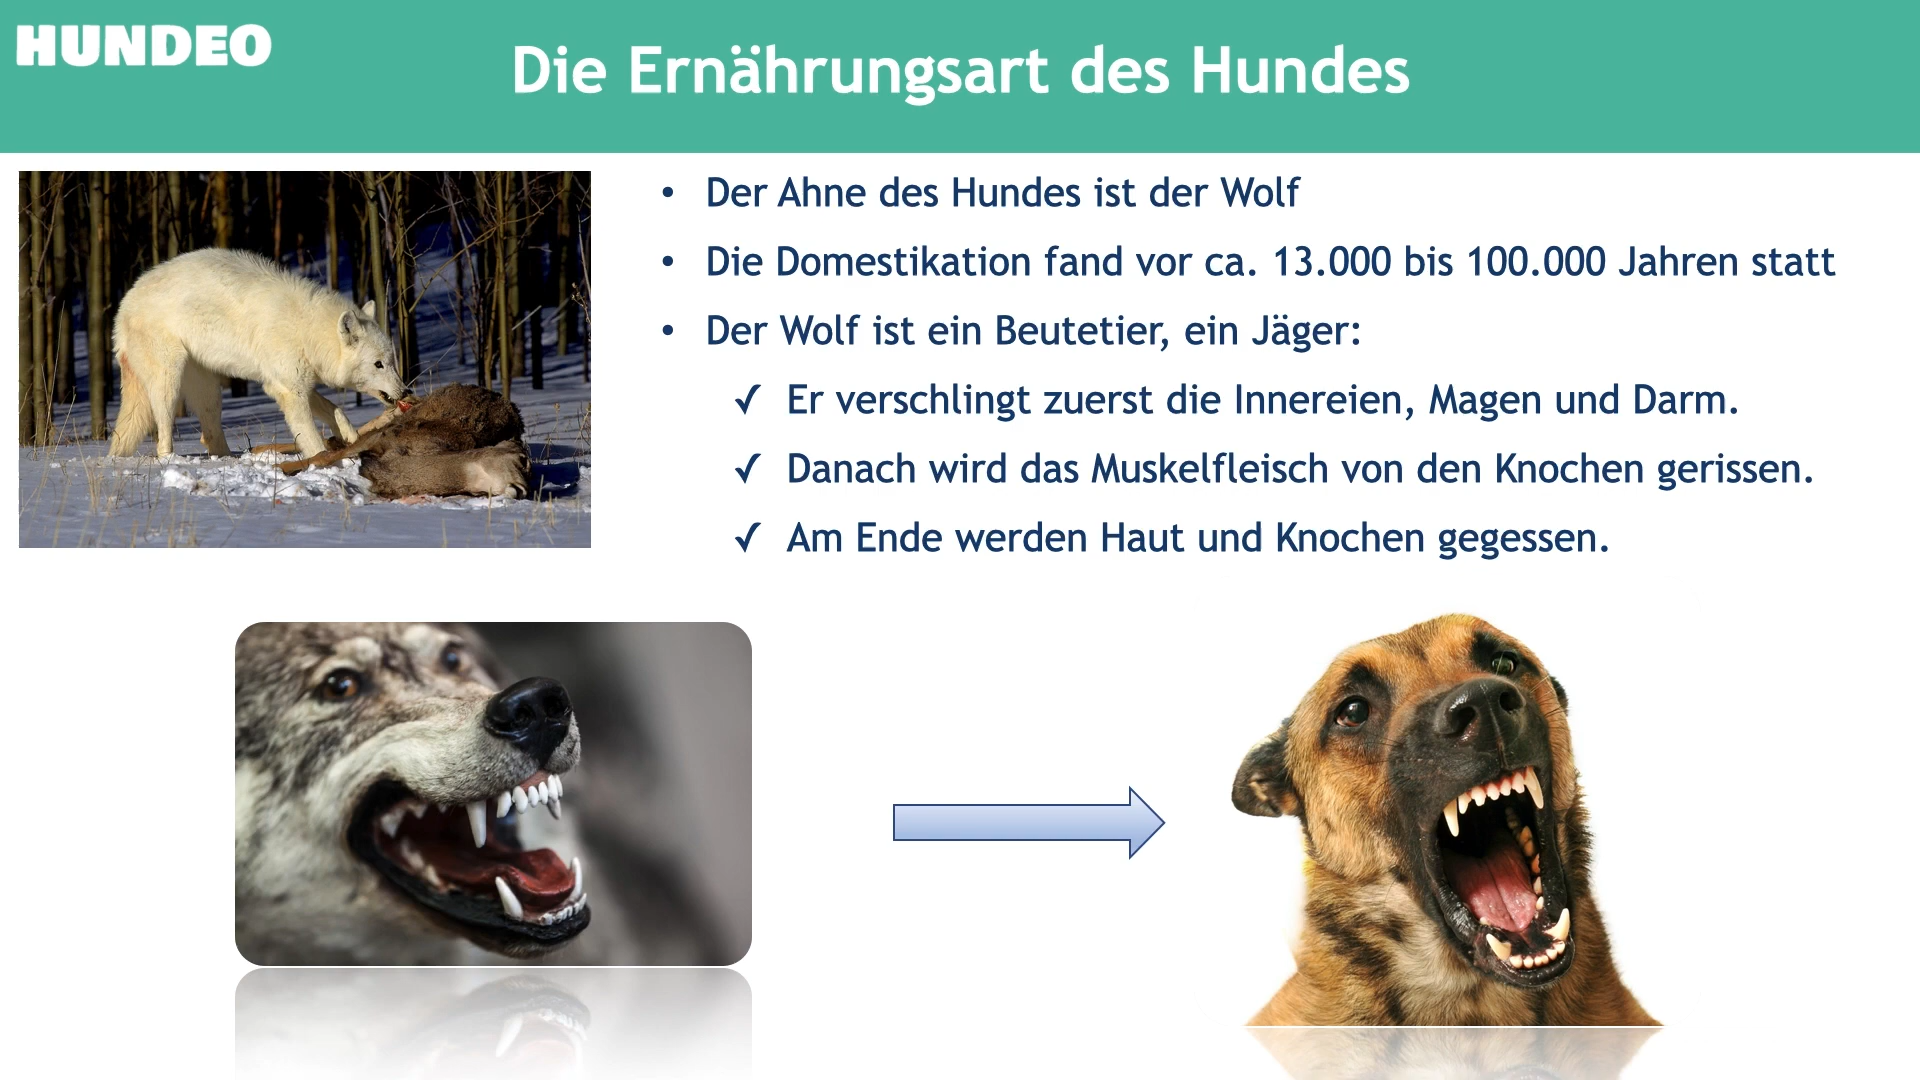 HUNDEO
Die Ernährungsart des Hundes
• Der Ahne des Hundes ist der Wolf
• Die Domestikation fand vor ca. 13.000 bis 100.000 Jahren statt
• Der Wolf ist ein Beutetier, ein Jäger:
✓ Er verschlingt zuerst die Innereien, Magen und Darm.
✓ Danach wird das Muskelfleisch von den Knochen gerissen.
✓ Am Ende werden Haut und Knochen gegessen.